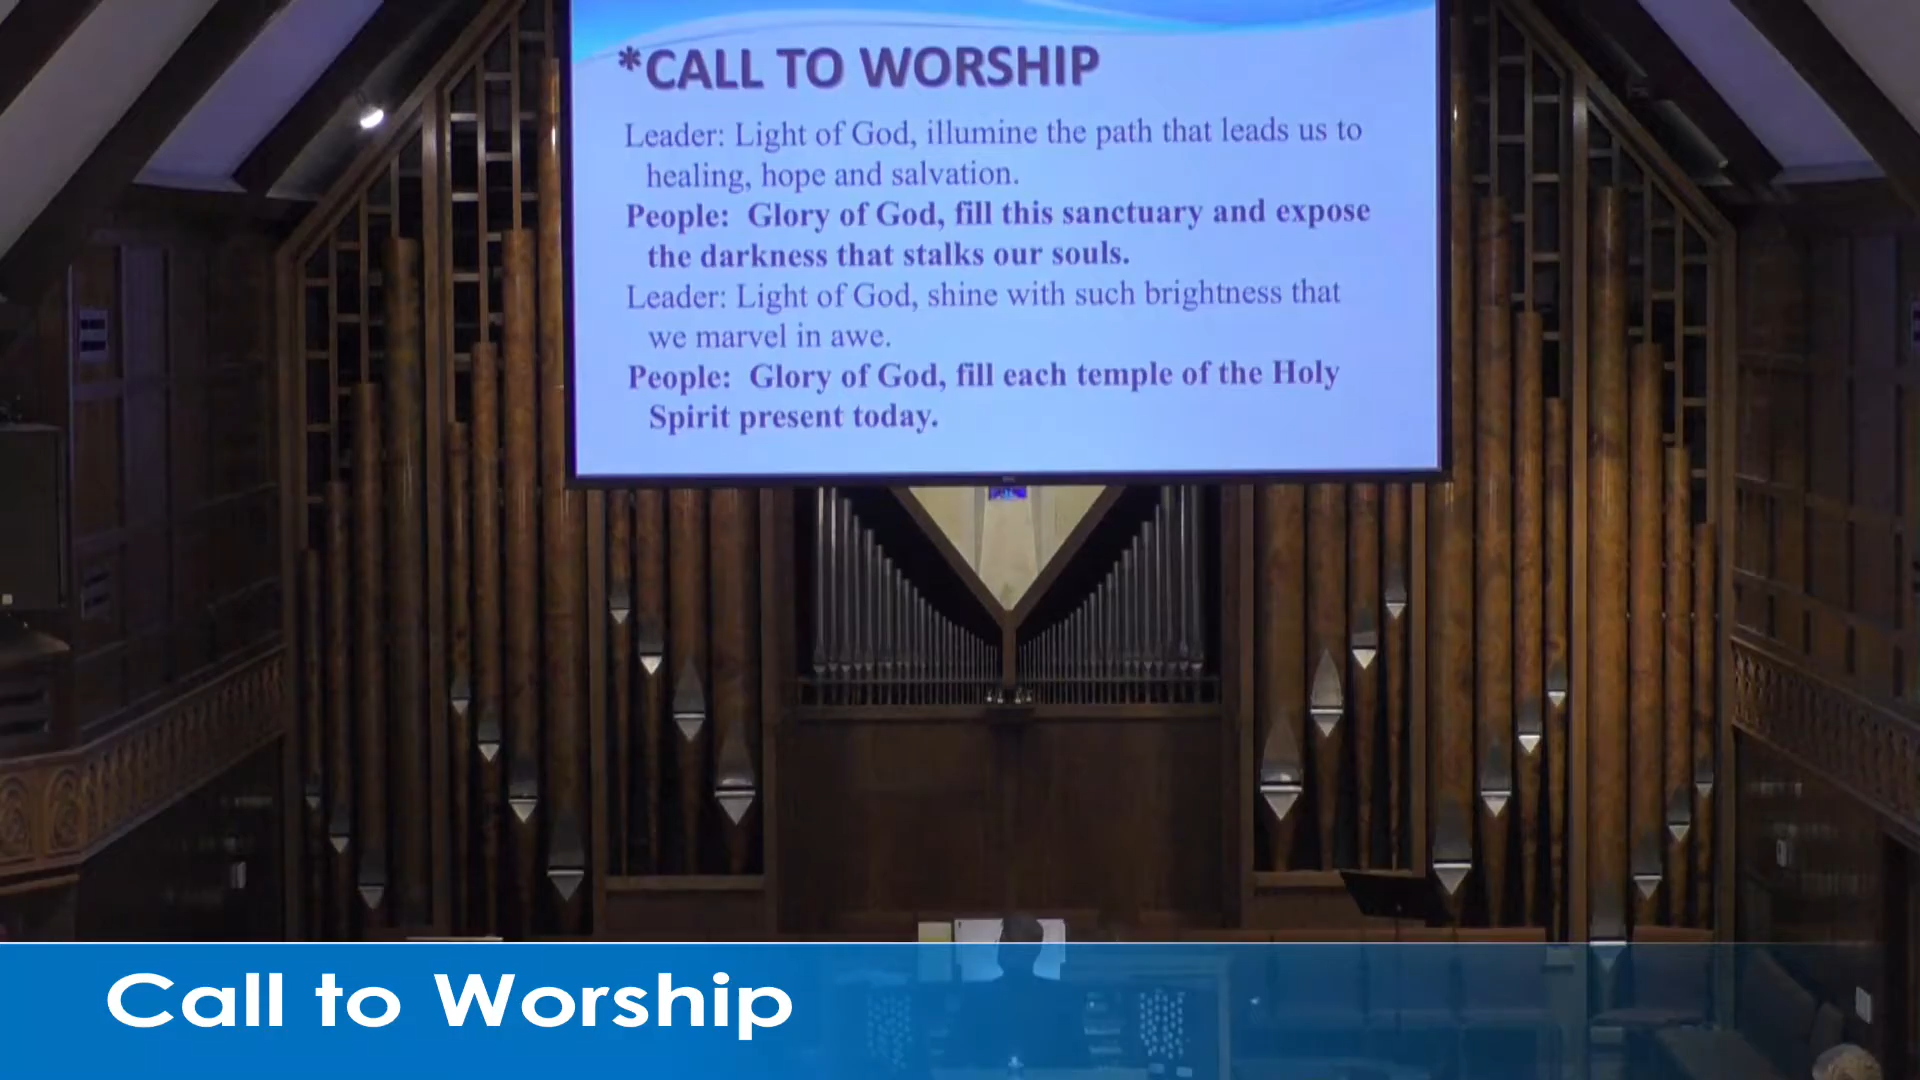 *CALL TO WORSHIP
Leader: Light of God, illumine the path that leads us to
healing, hope and salvation.
People: Glory of God, fill this sanctuary and expose
the darkness that stalks our souls.
Leader: Light of God, shine with such brightness that
we marvel in awe.
People: Glory of God, fill each temple of the Holy
Spirit present today.
Call to Worship